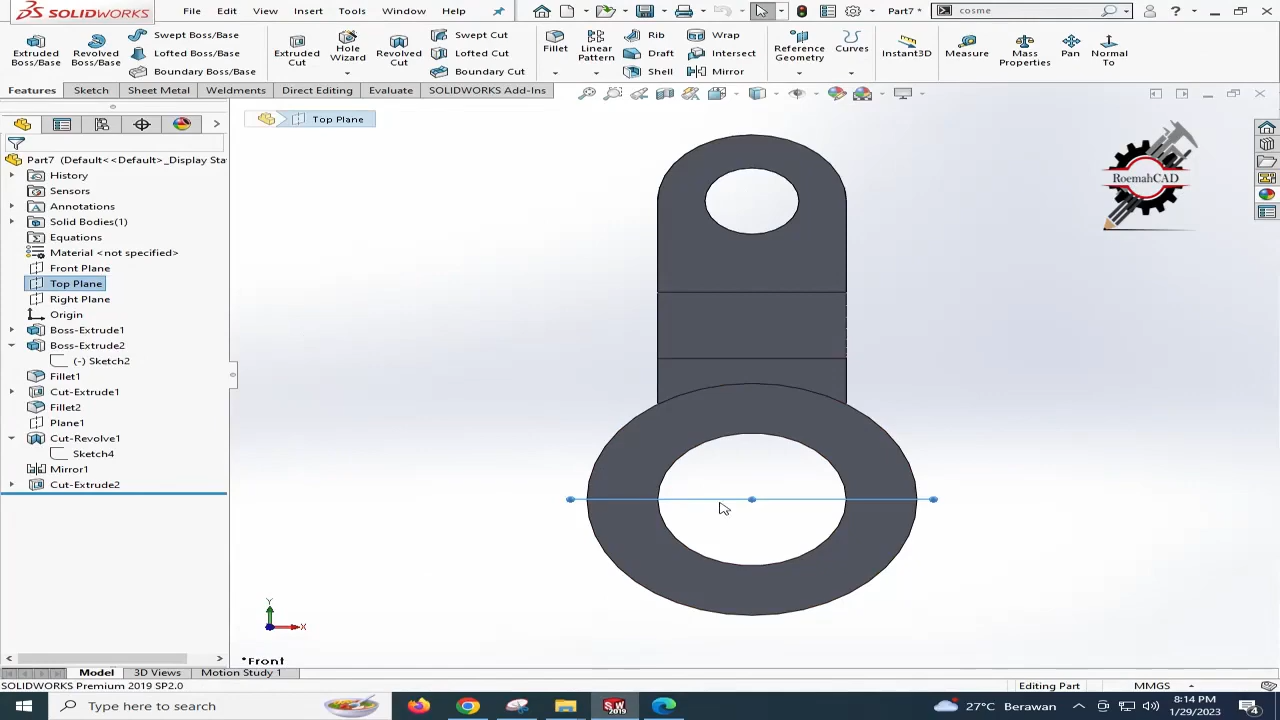 SOLIDWORKS
File Edit View Insert Tools Window Help
Part7 *
cosme
Extruded Boss/Base
Revolved Boss/Base
Swept Boss/Base
Lofted Boss/Base
Boundary Boss/Base
Extruded Cut
Hole Wizard
Revolved Cut
Swept Cut
Lofted Cut
Boundary Cut
Fillet
Linear Pattern
Rib
Draft
Shell
Wrap
Intersect
Mirror
Reference Geometry
Curves
Instant3D
Measure
Mass Properties
Pan
Normal To
Features Sketch Sheet Metal Weldments Direct Editing Evaluate SOLIDWORKS Add-Ins
Top Plane
RoemahCAD
Part7 (Default<<Default>_Display Sta
History
Sensors
Annotations
Solid Bodies(1)
Equations
Material <not specified>
Front Plane
Top Plane
Right Plane
Origin
Boss-Extrude1
Boss-Extrude2
(-) Sketch2
Fillet1
Cut-Extrude1
Fillet2
Plane1
Cut-Revolve1
Sketch4
Mirror1
Cut-Extrude2
Y
X
*Front
Model 3D Views Motion Study 1
SOLIDWORKS Premium 2019 SP2.0
Editing Part MMGS
Type here to search
SW
2019
27°C Berawan
8:14 PM
1/29/2023
4